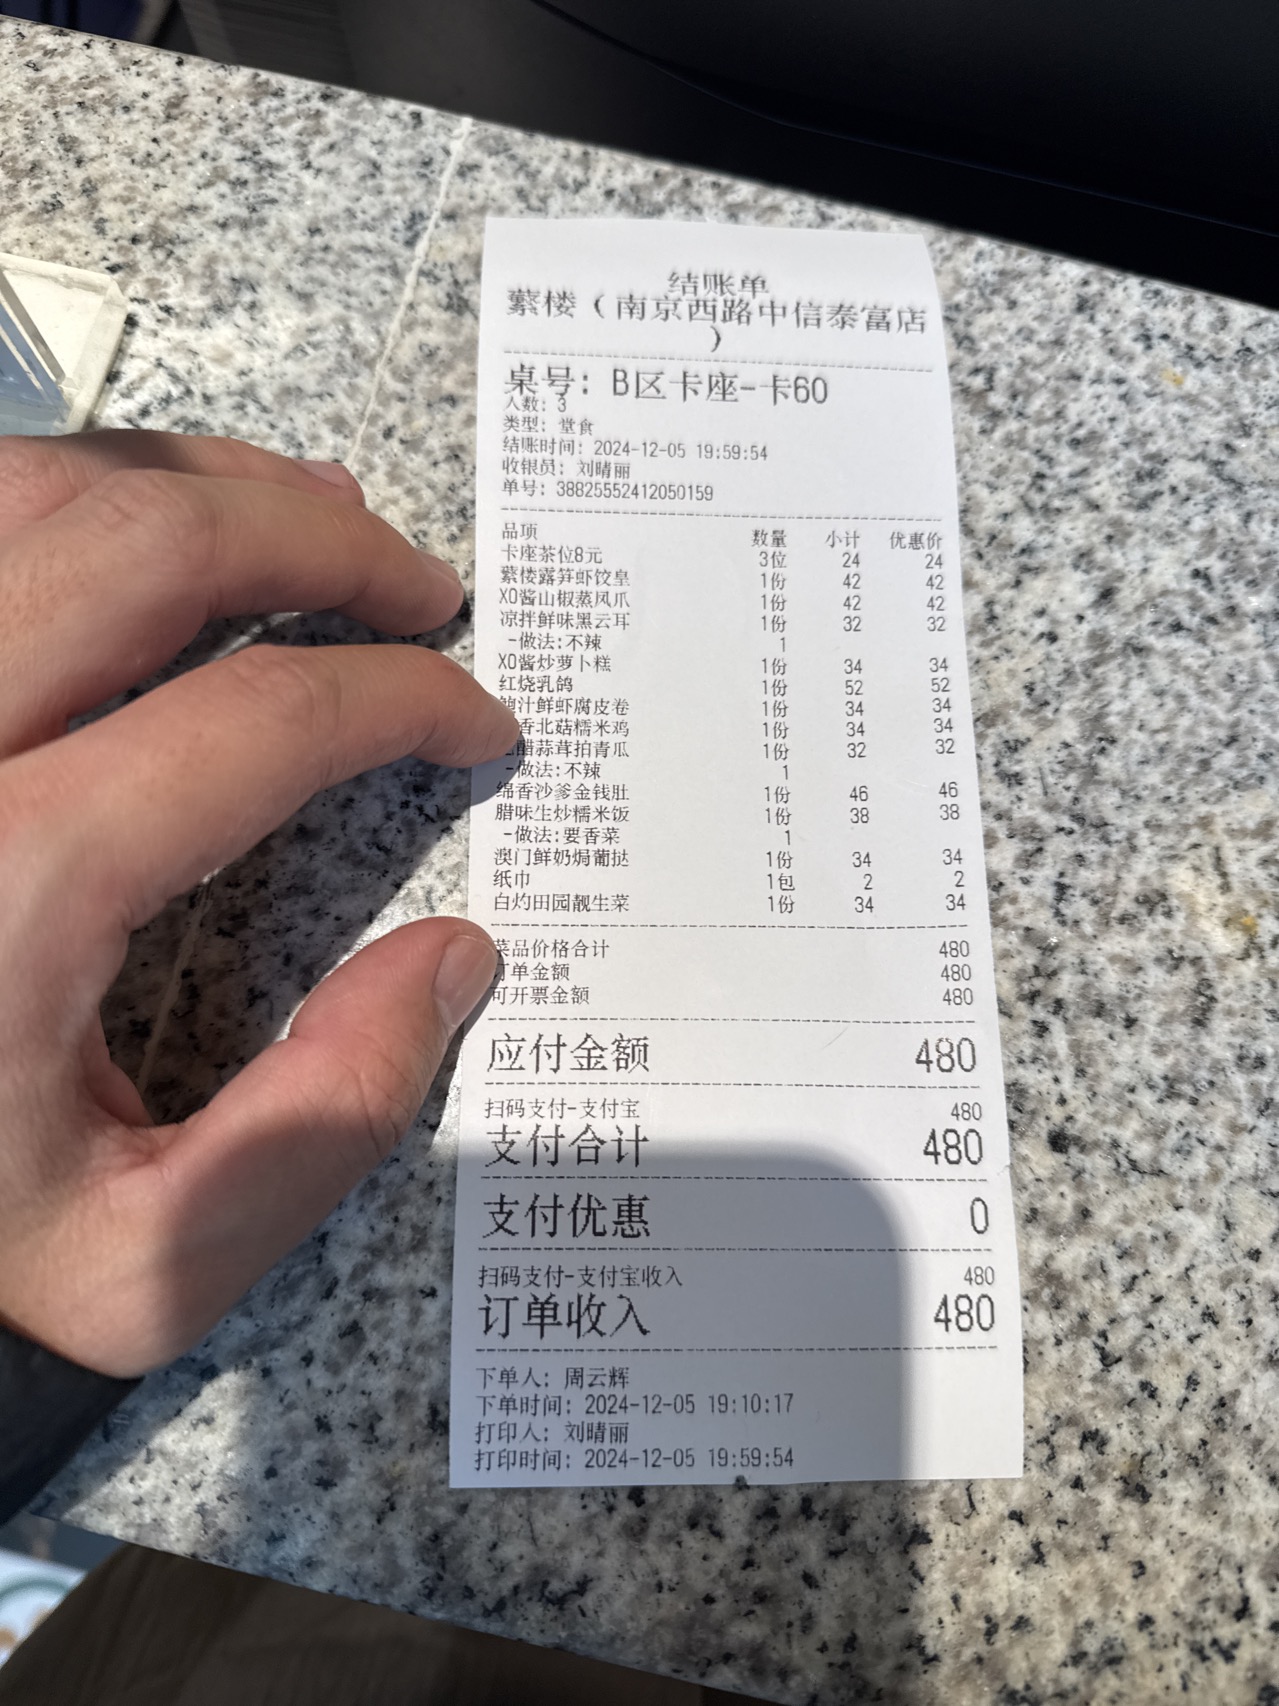 结账单
蘩楼（南京西路中信泰富店
）
桌号: B区卡座-卡60
人数: 3
类型: 堂食
结账时间: 2024-12-05 19:59:54
收银员: 刘晴丽
单号: 38825552412050159
品项 数量 小计 优惠价
卡座茶位8元 3位 24 24
蘩楼露笋虾饺皇 1份 42 42
XO酱山椒蒸凤爪 1份 42 42
凉拌鲜味黑云耳 1份 32 32
-做法:不辣 1
XO酱炒萝卜糕 1份 34 34
红烧乳鸽 1份 52 52
鲍汁鲜虾腐皮卷 1份 34 34
香北菇糯米鸡 1份 34 34
醋蒜茸拍青瓜 1份 32 32
-做法:不辣 1
绵香沙爹金钱肚 1份 46 46
腊味生炒糯米饭 1份 38 38
-做法:要香菜 1
澳门鲜奶焗葡挞 1份 34 34
纸巾 1包 2 2
白灼田园靓生菜 1份 34 34
菜品价格合计 480
订单金额 480
可开票金额 480
应付金额 480
扫码支付-支付宝 480
支付合计 480
支付优惠 0
扫码支付-支付宝收入 480
订单收入 480
下单人: 周云辉
下单时间: 2024-12-05 19:10:17
打印人: 刘晴丽
打印时间: 2024-12-05 19:59:54